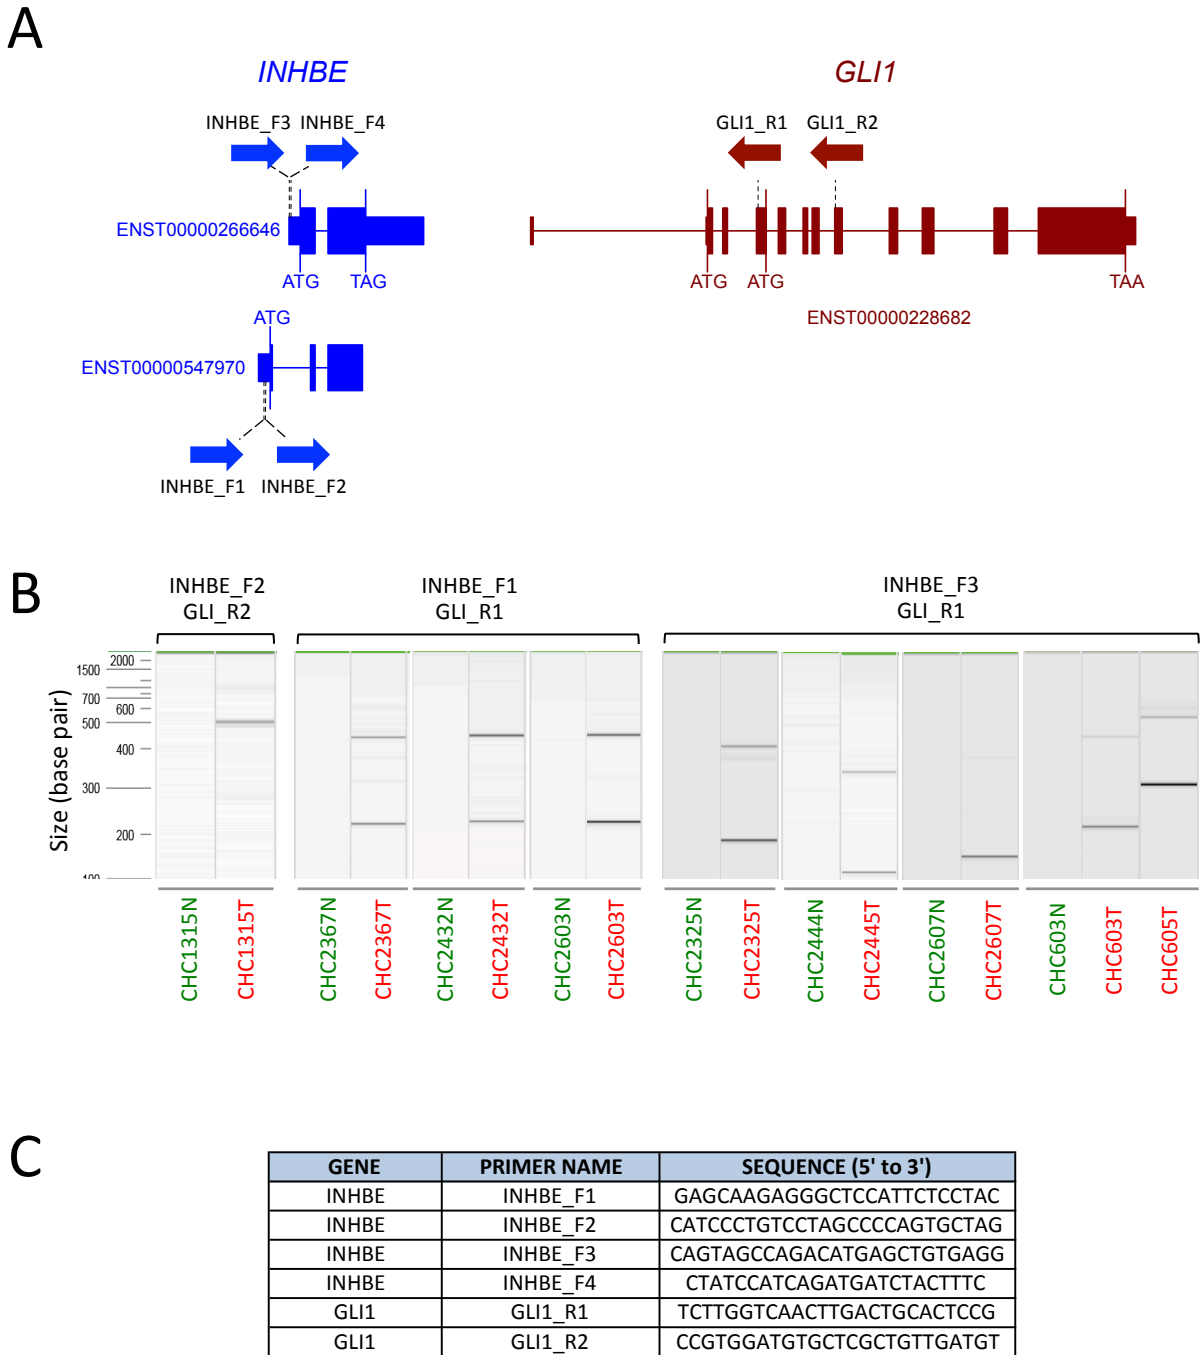 A
INHBE
GLI1
INHBE_F3 INHBE_F4
GLI1_R1 GLI1_R2
ENST00000266646
ATG TAG
ATG ATG TAA
ENST00000228682
ATG
ENST00000547970
INHBE_F1 INHBE_F2
B
INHBE_F2
GLI_R2
INHBE_F1
GLI_R1
INHBE_F3
GLI_R1
Size (base pair)
2000
1500
700
600
500
400
300
200
100
CHC1315N
CHC1315T
CHC2367N
CHC2367T
CHC2432N
CHC2432T
CHC2603N
CHC2603T
CHC2325N
CHC2325T
CHC2444N
CHC2445T
CHC2607N
CHC2607T
CHC603N
CHC603T
CHC605T
C
GENE PRIMER NAME SEQUENCE (5' to 3')
INHBE INHBE_F1 GAGCAAGAGGGCTCCATTCTCCTAC
INHBE INHBE_F2 CATCCCTGTCCTAGCCCCAGTGCTAG
INHBE INHBE_F3 CAGTAGCCAGACATGAGCTGTGAGG
INHBE INHBE_F4 CTATCCATCAGATGATCTACTTTC
GLI1 GLI1_R1 TCTTGGTCAACTTGACTGCACTCCG
GLI1 GLI1_R2 CCGTGGATGTGCTCGCTGTTGATGT